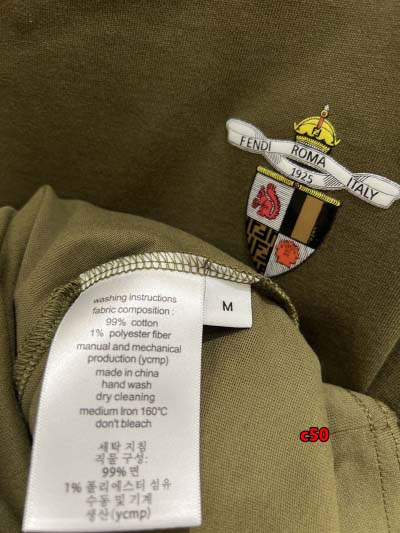 FENDI ROMA ITALY
1925
M
washing instructions
fabric composition :
99% cotton
1% polyester fiber
manual and mechanical
production (ycmp)
made in china
hand wash
dry cleaning
medium Iron 160°C
don't bleach
세탁 지침
직물 구성:
99% 면
1% 폴리에스터 섬유
수동 및 기계
생산 (ycmp)
c50